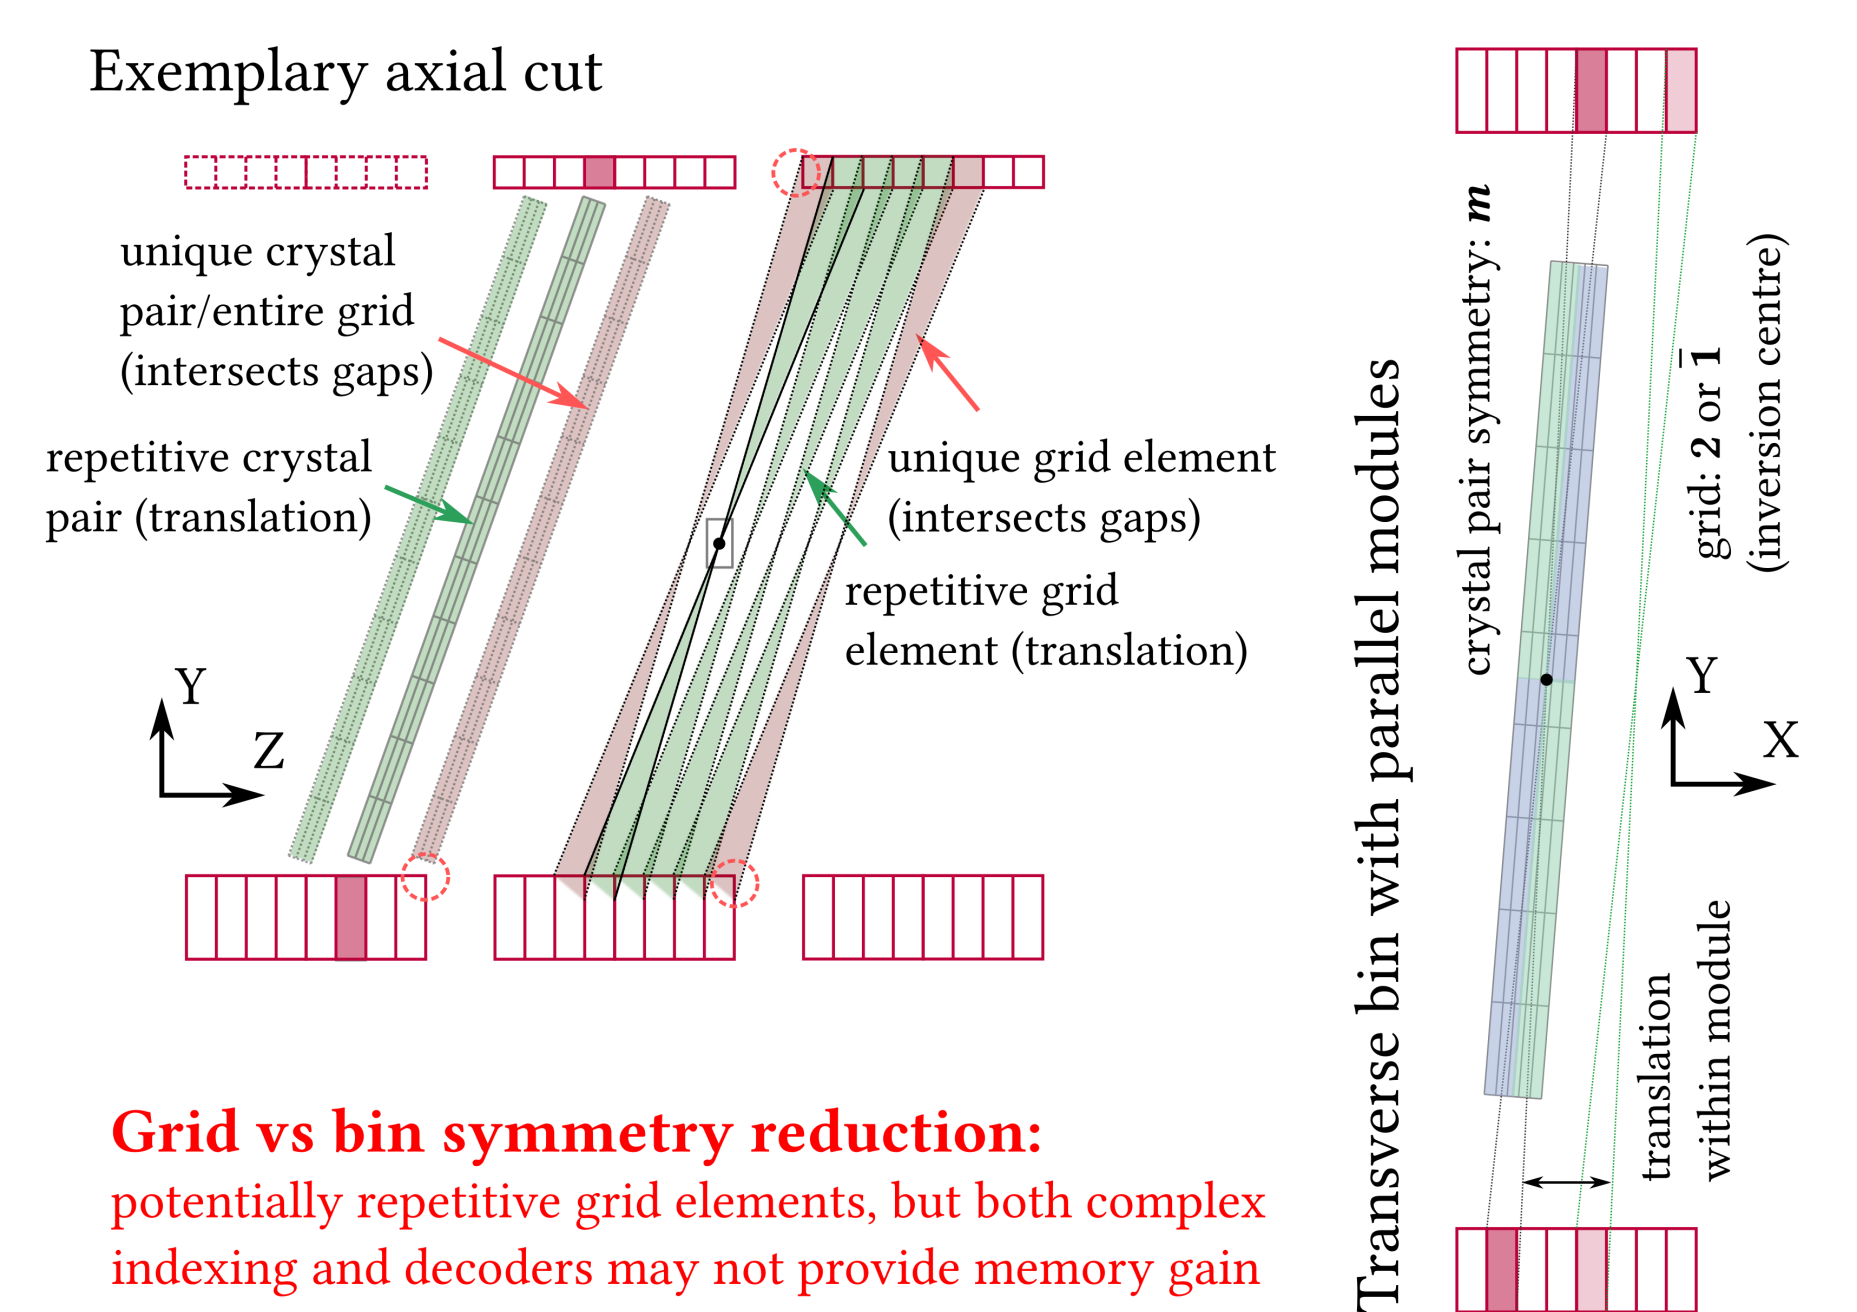 Exemplary axial cut
unique crystal
pair/entire grid
(intersects gaps)
repetitive crystal
pair (translation)
unique grid element
(intersects gaps)
repetitive grid
element (translation)
Y
Z
Grid vs bin symmetry reduction:
potentially repetitive grid elements, but both complex
indexing and decoders may not provide memory gain
Transverse bin with parallel modules
crystal pair symmetry: m
grid: 2 or 1̅
(inversion centre)
Y
X
translation
within module